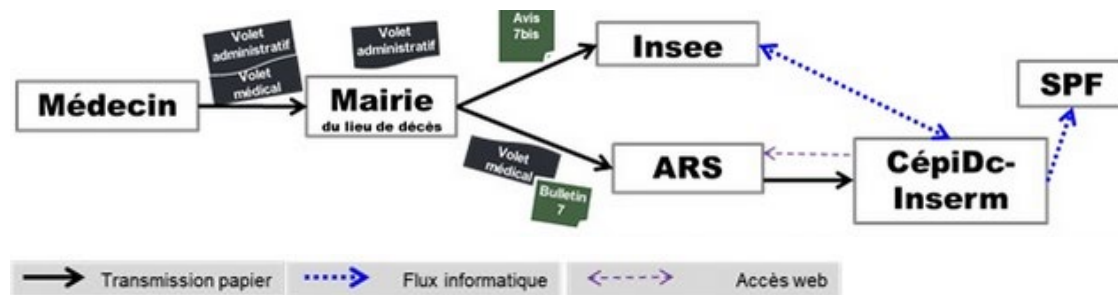 Volet
administratif
Volet
médical
Volet
administratif
Avis
7bis
Médecin
Mairie
du lieu de décès
Insee
SPF
Volet
médical
Bulletin
7
ARS
CépiDc-
Inserm
Transmission papier
Flux informatique
Accès web